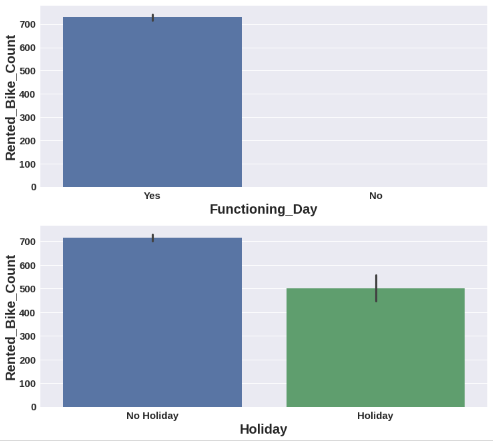 Rented_Bike_Count
700
600
500
400
300
200
100
0
Yes No
Functioning_Day
Rented_Bike_Count
700
600
500
400
300
200
100
0
No Holiday Holiday
Holiday